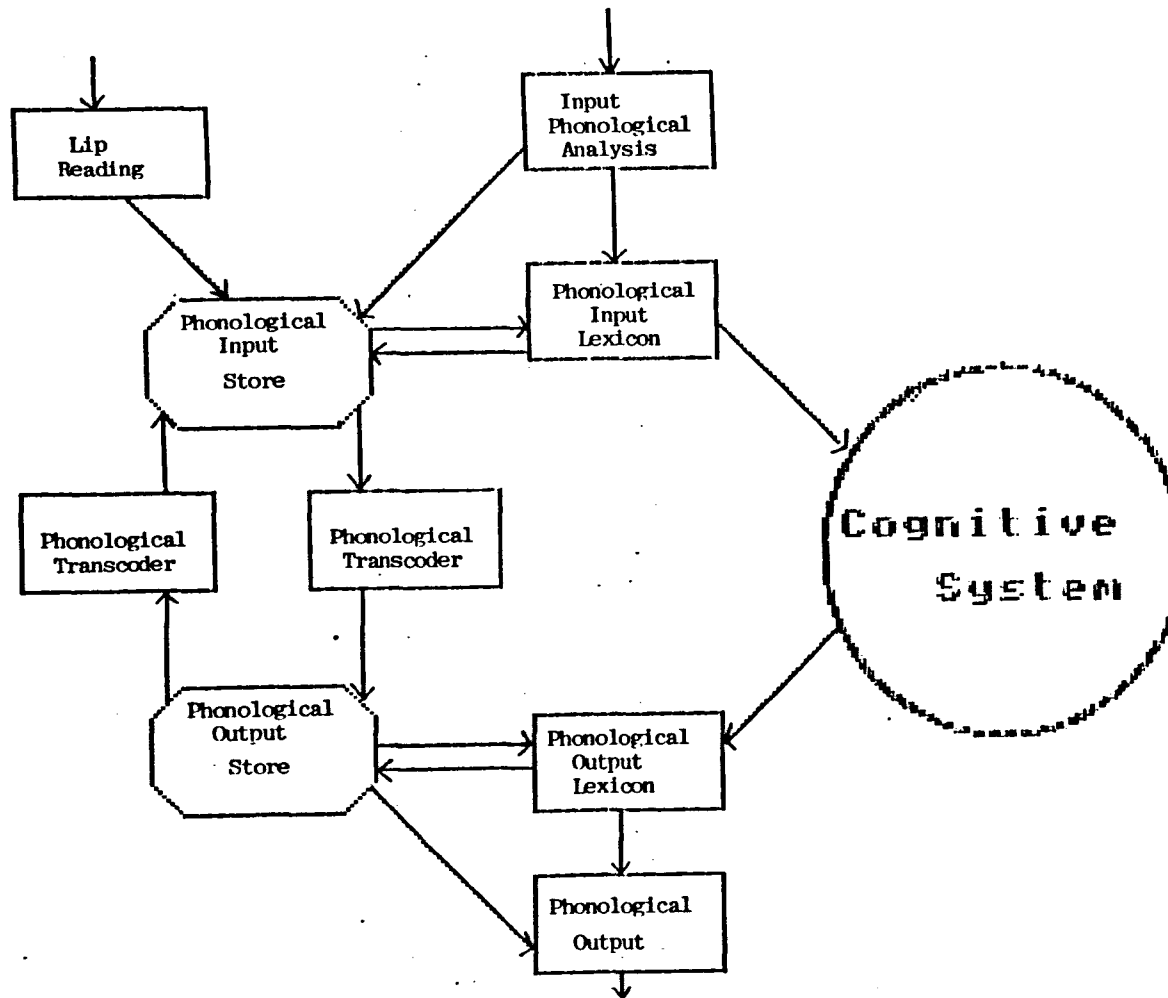 Lip
Reading
Input
Phonological
Analysis
Phonological
Input
Store
Phonological
Input
Lexicon
Cognitive
System
Phonological
Transcoder
Phonological
Transcoder
Phonological
Output
Store
Phonological
Output
Lexicon
Phonological
Output